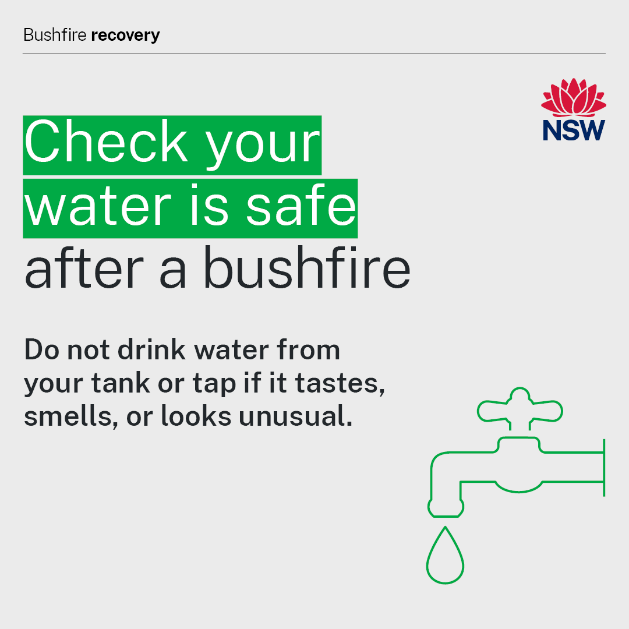 Bushfire recovery
NSW
Check your
water is safe
after a bushfire
Do not drink water from
your tank or tap if it tastes,
smells, or looks unusual.